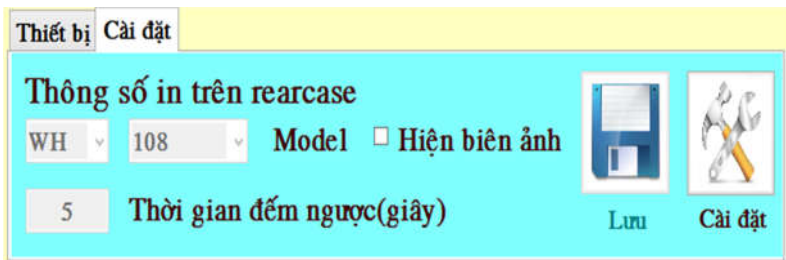 Thiết bị Cài đặt
Thông số in trên rearcase
WH 108 Model Hiện biên ảnh
5 Thời gian đếm ngược(giây)
Lưu Cài đặt